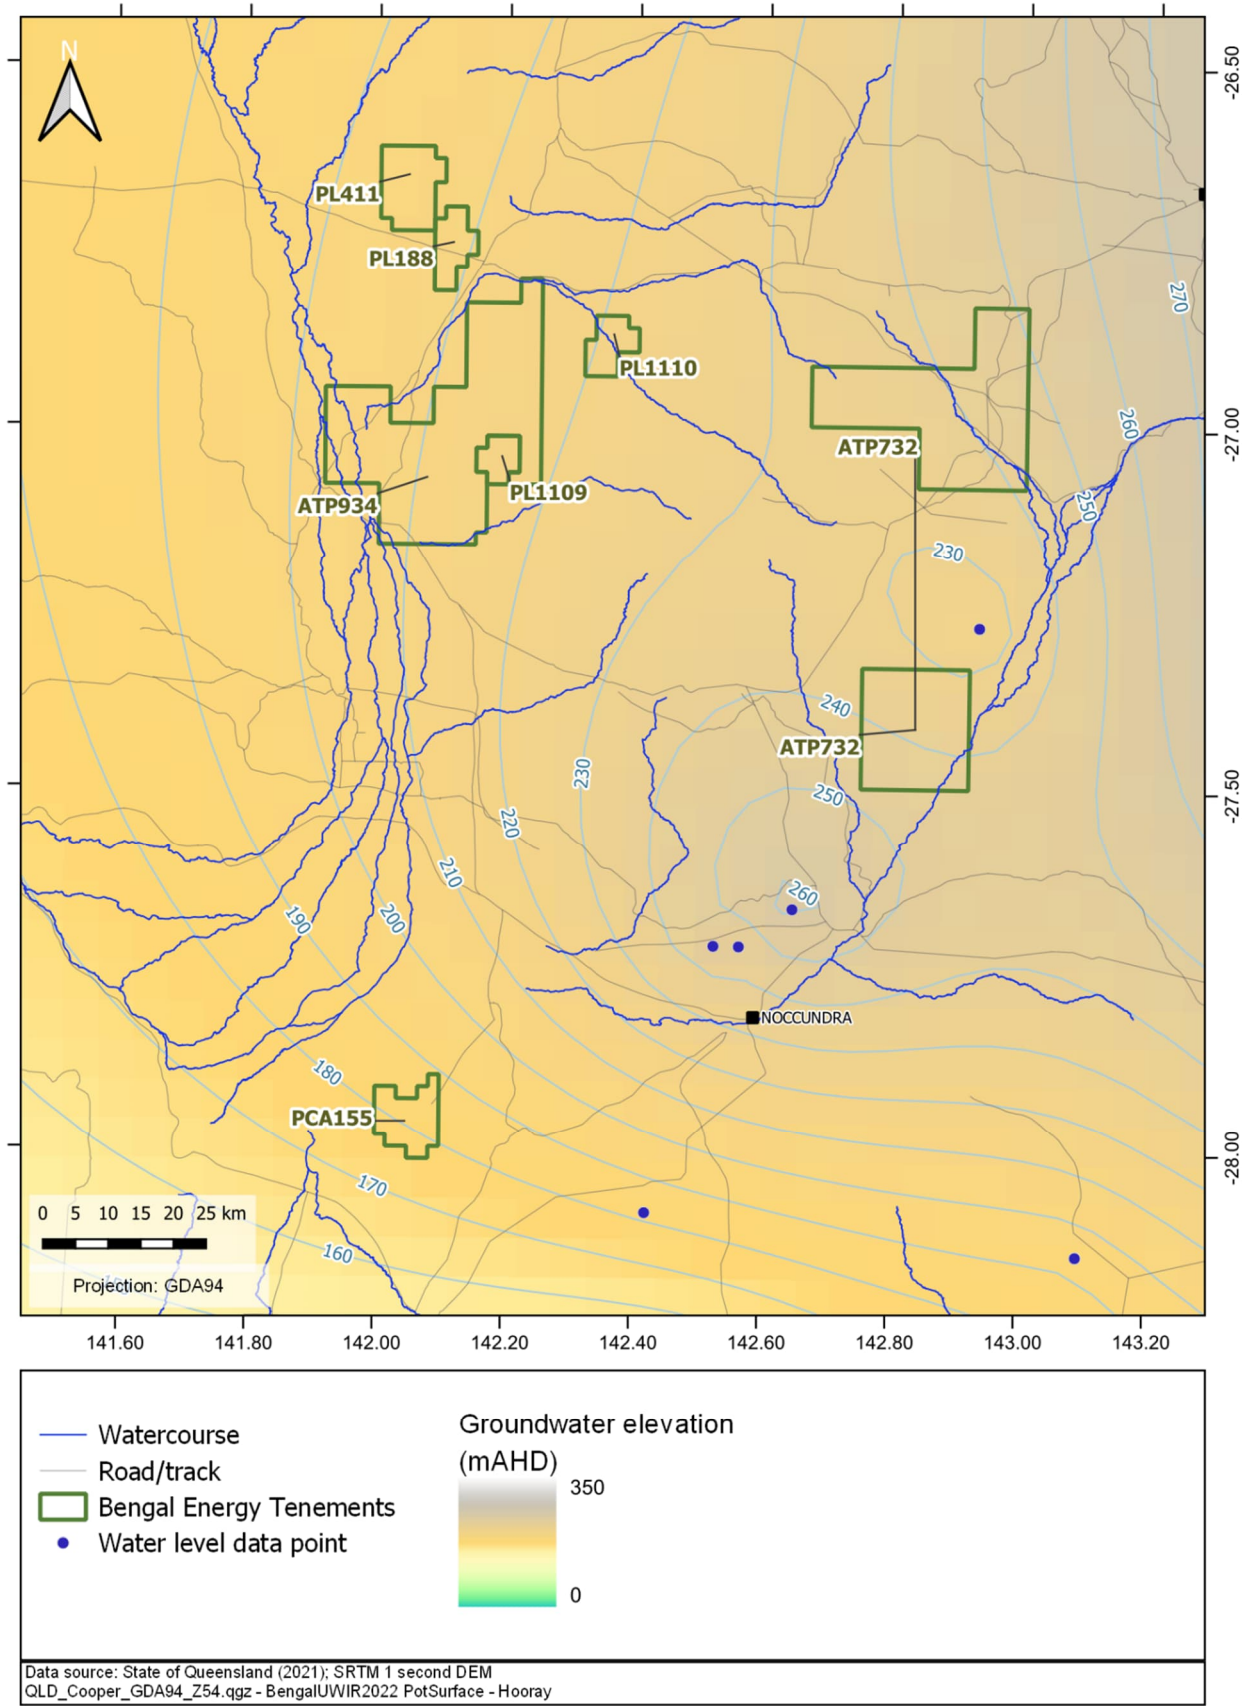 N
-26.50
PL411
PL188
270
PL1110
260
-27.00
ATP732
250
PL1109
ATP934
230
240
ATP732
230
250
-27.50
220
210
260
190
200
NOCCUNDRA
180
PCA155
-28.00
170
0 5 10 15 20 25 km
160
Projection: GDA94
141.60 141.80 142.00 142.20 142.40 142.60 142.80 143.00 143.20
Watercourse
Road/track
Bengal Energy Tenements
Water level data point
Groundwater elevation
(mAHD)
350
0
Data source: State of Queensland (2021); SRTM 1 second DEM
QLD_Cooper_GDA94_Z54.qgz - BengalUWIR2022 PotSurface - Hooray